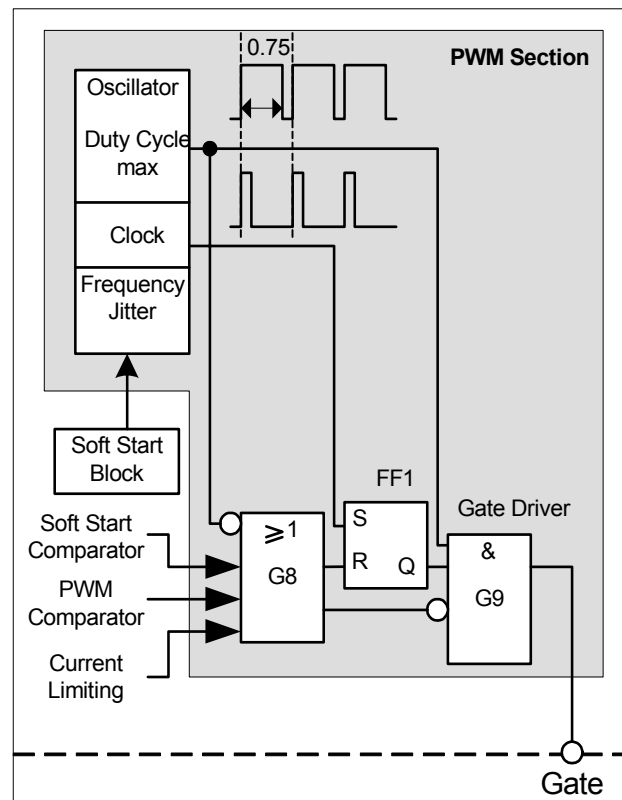 0.75
PWM Section
Oscillator
Duty Cycle
max
Clock
Frequency
Jitter
Soft Start
Block
FF1
Gate Driver
Soft Start
Comparator
PWM
Comparator
Current
Limiting
≥1
G8
S
R
Q
&
G9
Gate